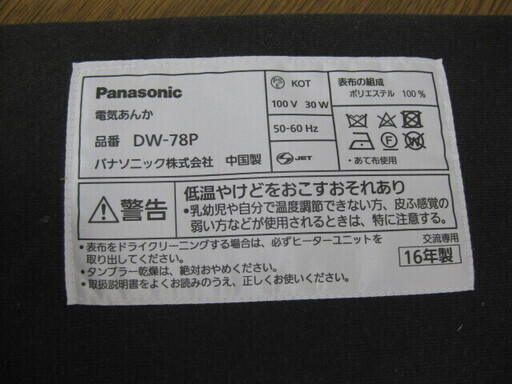 Panasonic
電気あんか
品番 DW-78P
パナソニック株式会社 中国製
KOT
100 V 30 W
50-60 Hz
JET
表布の組成
ポリエステル 100 %
・あて布使用
警告
低温やけどをおこすおそれあり
•乳幼児や自分で温度調節できない方、皮ふ感覚の
弱い方などが使用されるときは、特に注意する。
•表布をドライクリーニングする場合は、必ずヒーターユニットを
取り出してください。
•タンブラー乾燥は、絶対おやめください。
•取扱説明書をよくお読みのうえ、正しくお使いください。
交流専用
16年製